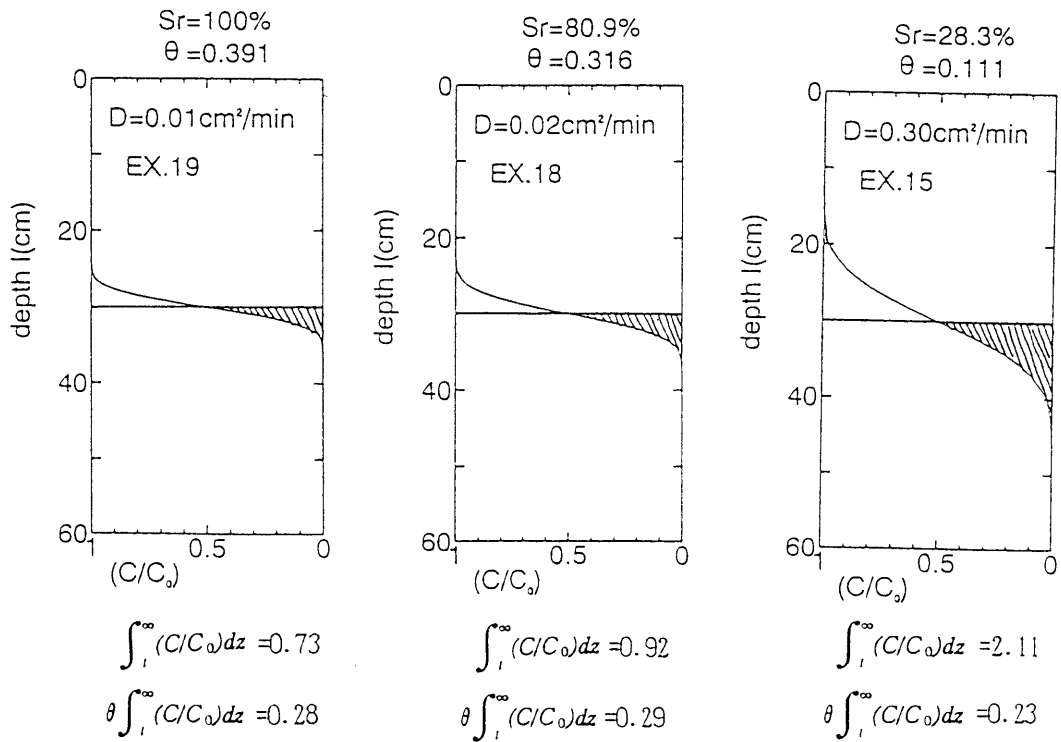 Sr=100%
θ=0.391
0
D=0.01cm²/min
EX.19
20
40
60
1
0.5
0
depth l(cm)
(C/C₀)
∫ₗ^∞ (C/C₀)dz =0.73
θ∫ₗ^∞ (C/C₀)dz =0.28
Sr=80.9%
θ=0.316
0
D=0.02cm²/min
EX.18
20
40
60
1
0.5
0
depth l(cm)
(C/C₀)
∫ₗ^∞ (C/C₀)dz =0.92
θ∫ₗ^∞ (C/C₀)dz =0.29
Sr=28.3%
θ=0.111
0
D=0.30cm²/min
EX.15
20
40
60
1
0.5
0
depth l(cm)
(C/C₀)
∫ₗ^∞ (C/C₀)dz =2.11
θ∫ₗ^∞ (C/C₀)dz =0.23